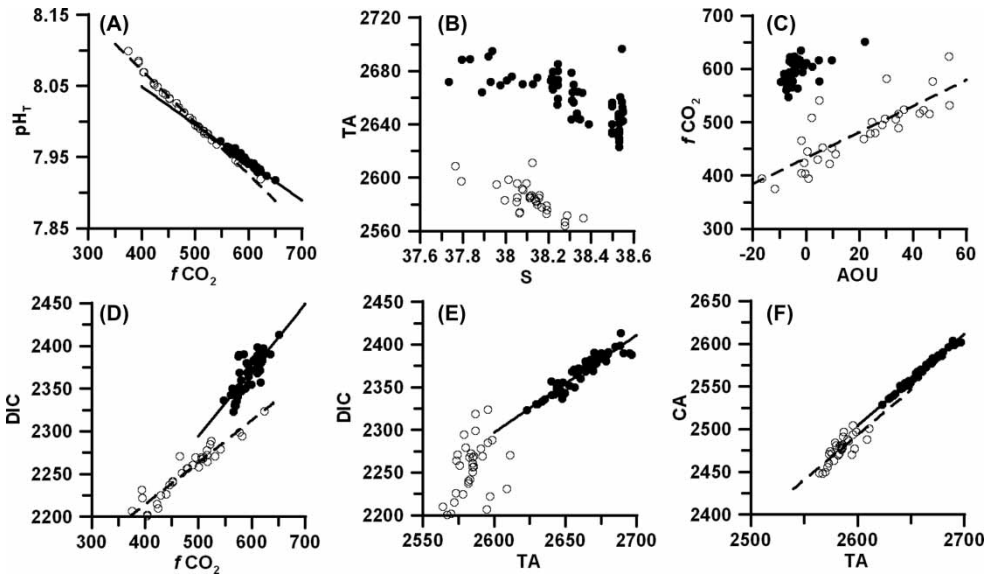 (A)
8.15
8.05
7.95
7.85
pHT
300 400 500 600 700
f CO2
(B)
2720
2680
2640
2600
2560
TA
37.6 37.8 38 38.2 38.4 38.6
S
(C)
700
600
500
400
300
f CO2
-20 0 20 40 60
AOU
(D)
2450
2400
2350
2300
2250
2200
DIC
300 400 500 600 700
f CO2
(E)
2450
2400
2350
2300
2250
2200
DIC
2550 2600 2650 2700
TA
(F)
2650
2600
2550
2500
2450
2400
CA
2500 2550 2600 2650 2700
TA